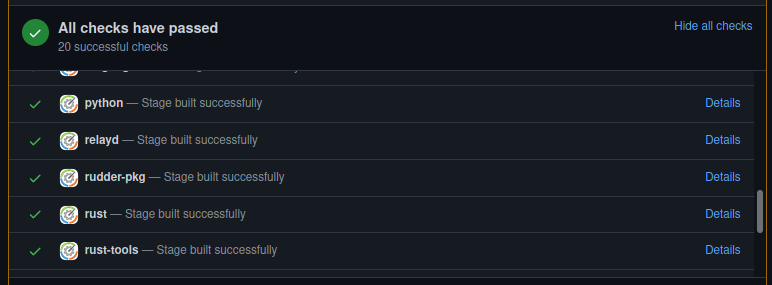 All checks have passed
20 successful checks
Hide all checks
python — Stage built successfully
Details
relayd — Stage built successfully
Details
rudder-pkg — Stage built successfully
Details
rust — Stage built successfully
Details
rust-tools — Stage built successfully
Details